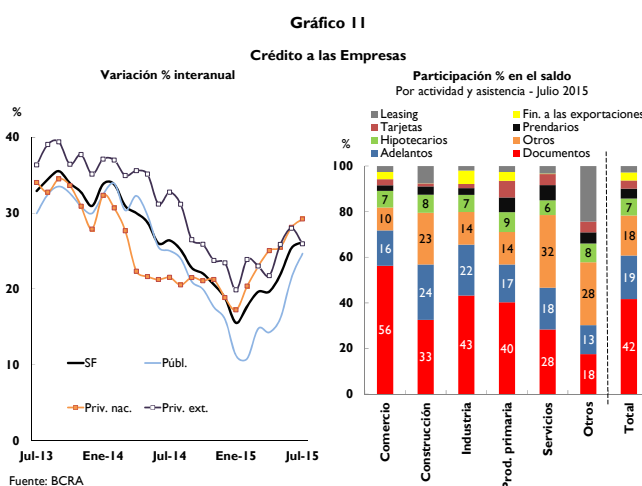 Gráfico 11
Crédito a las Empresas
Variación % interanual
%
40
30
20
10
0
SF
Públ.
Priv. nac.
Priv. ext.
Jul-13 Ene-14 Jul-14 Ene-15 Jul-15
Fuente: BCRA
Participación % en el saldo
Por actividad y asistencia - Julio 2015
Leasing Fin. a las exportaciones
Tarjetas Prendarios
Hipotecarios Otros
Adelantos Documentos
%
100
80
60
40
20
0
7 8 7 9 6 8 7
10 23 14 14 32 28 18
16 24 22 17 18 13 19
56 33 43 40 28 18 42
Comercio
Construcción
Industria
Prod. primaria
Servicios
Otros
Total